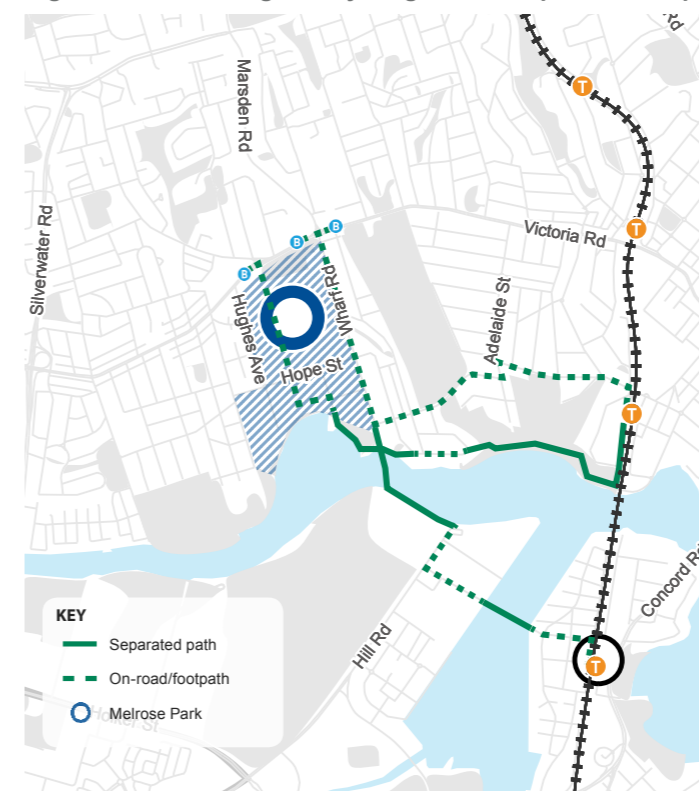 Rd
Marsden Rd
Silverwater Rd
T
T
Victoria Rd
B
B
B
Hughes Ave
Wharf Rd
Adelaide St
Hope St
T
Concord Rd
Hill Rd
T
KEY
Separated path
On-road/footpath
Melrose Park